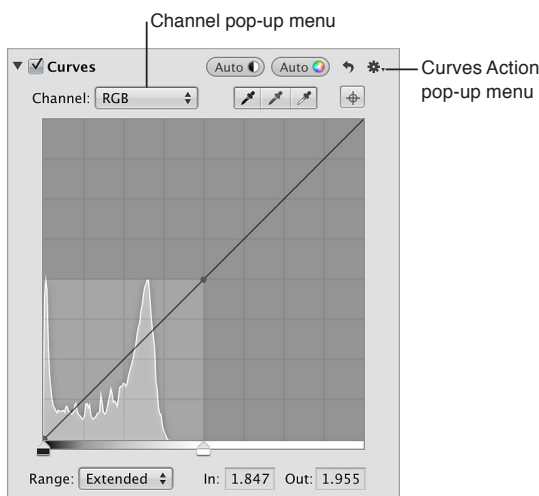 Channel pop-up menu
Curves
Auto
Auto
Curves Action
pop-up menu
Channel: RGB
Range: Extended
In: 1.847
Out: 1.955